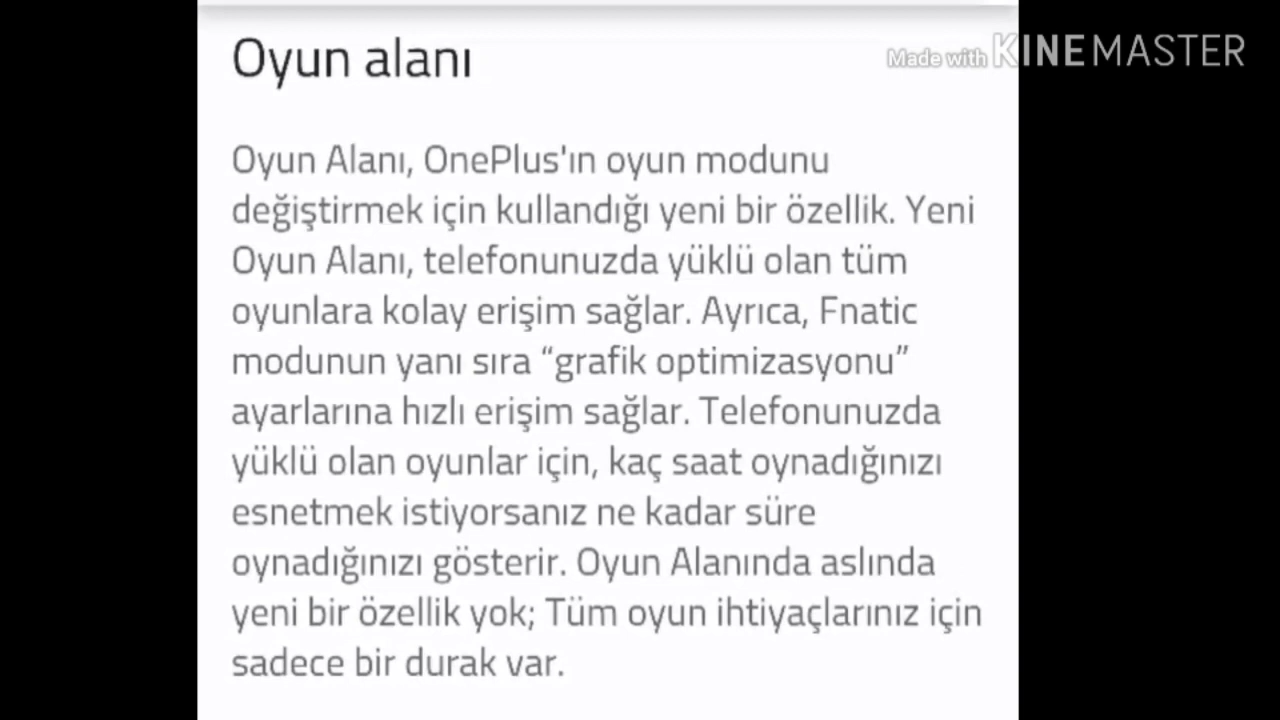 Oyun alanı
Made with KINEMASTER
Oyun Alanı, OnePlus'ın oyun modunu
değiştirmek için kullandığı yeni bir özellik. Yeni
Oyun Alanı, telefonunuzda yüklü olan tüm
oyunlara kolay erişim sağlar. Ayrıca, Fnatic
modunun yanı sıra “grafik optimizasyonu”
ayarlarına hızlı erişim sağlar. Telefonunuzda
yüklü olan oyunlar için, kaç saat oynadığınızı
esnetmek istiyorsanız ne kadar süre
oynadığınızı gösterir. Oyun Alanında aslında
yeni bir özellik yok; Tüm oyun ihtiyaçlarınız için
sadece bir durak var.